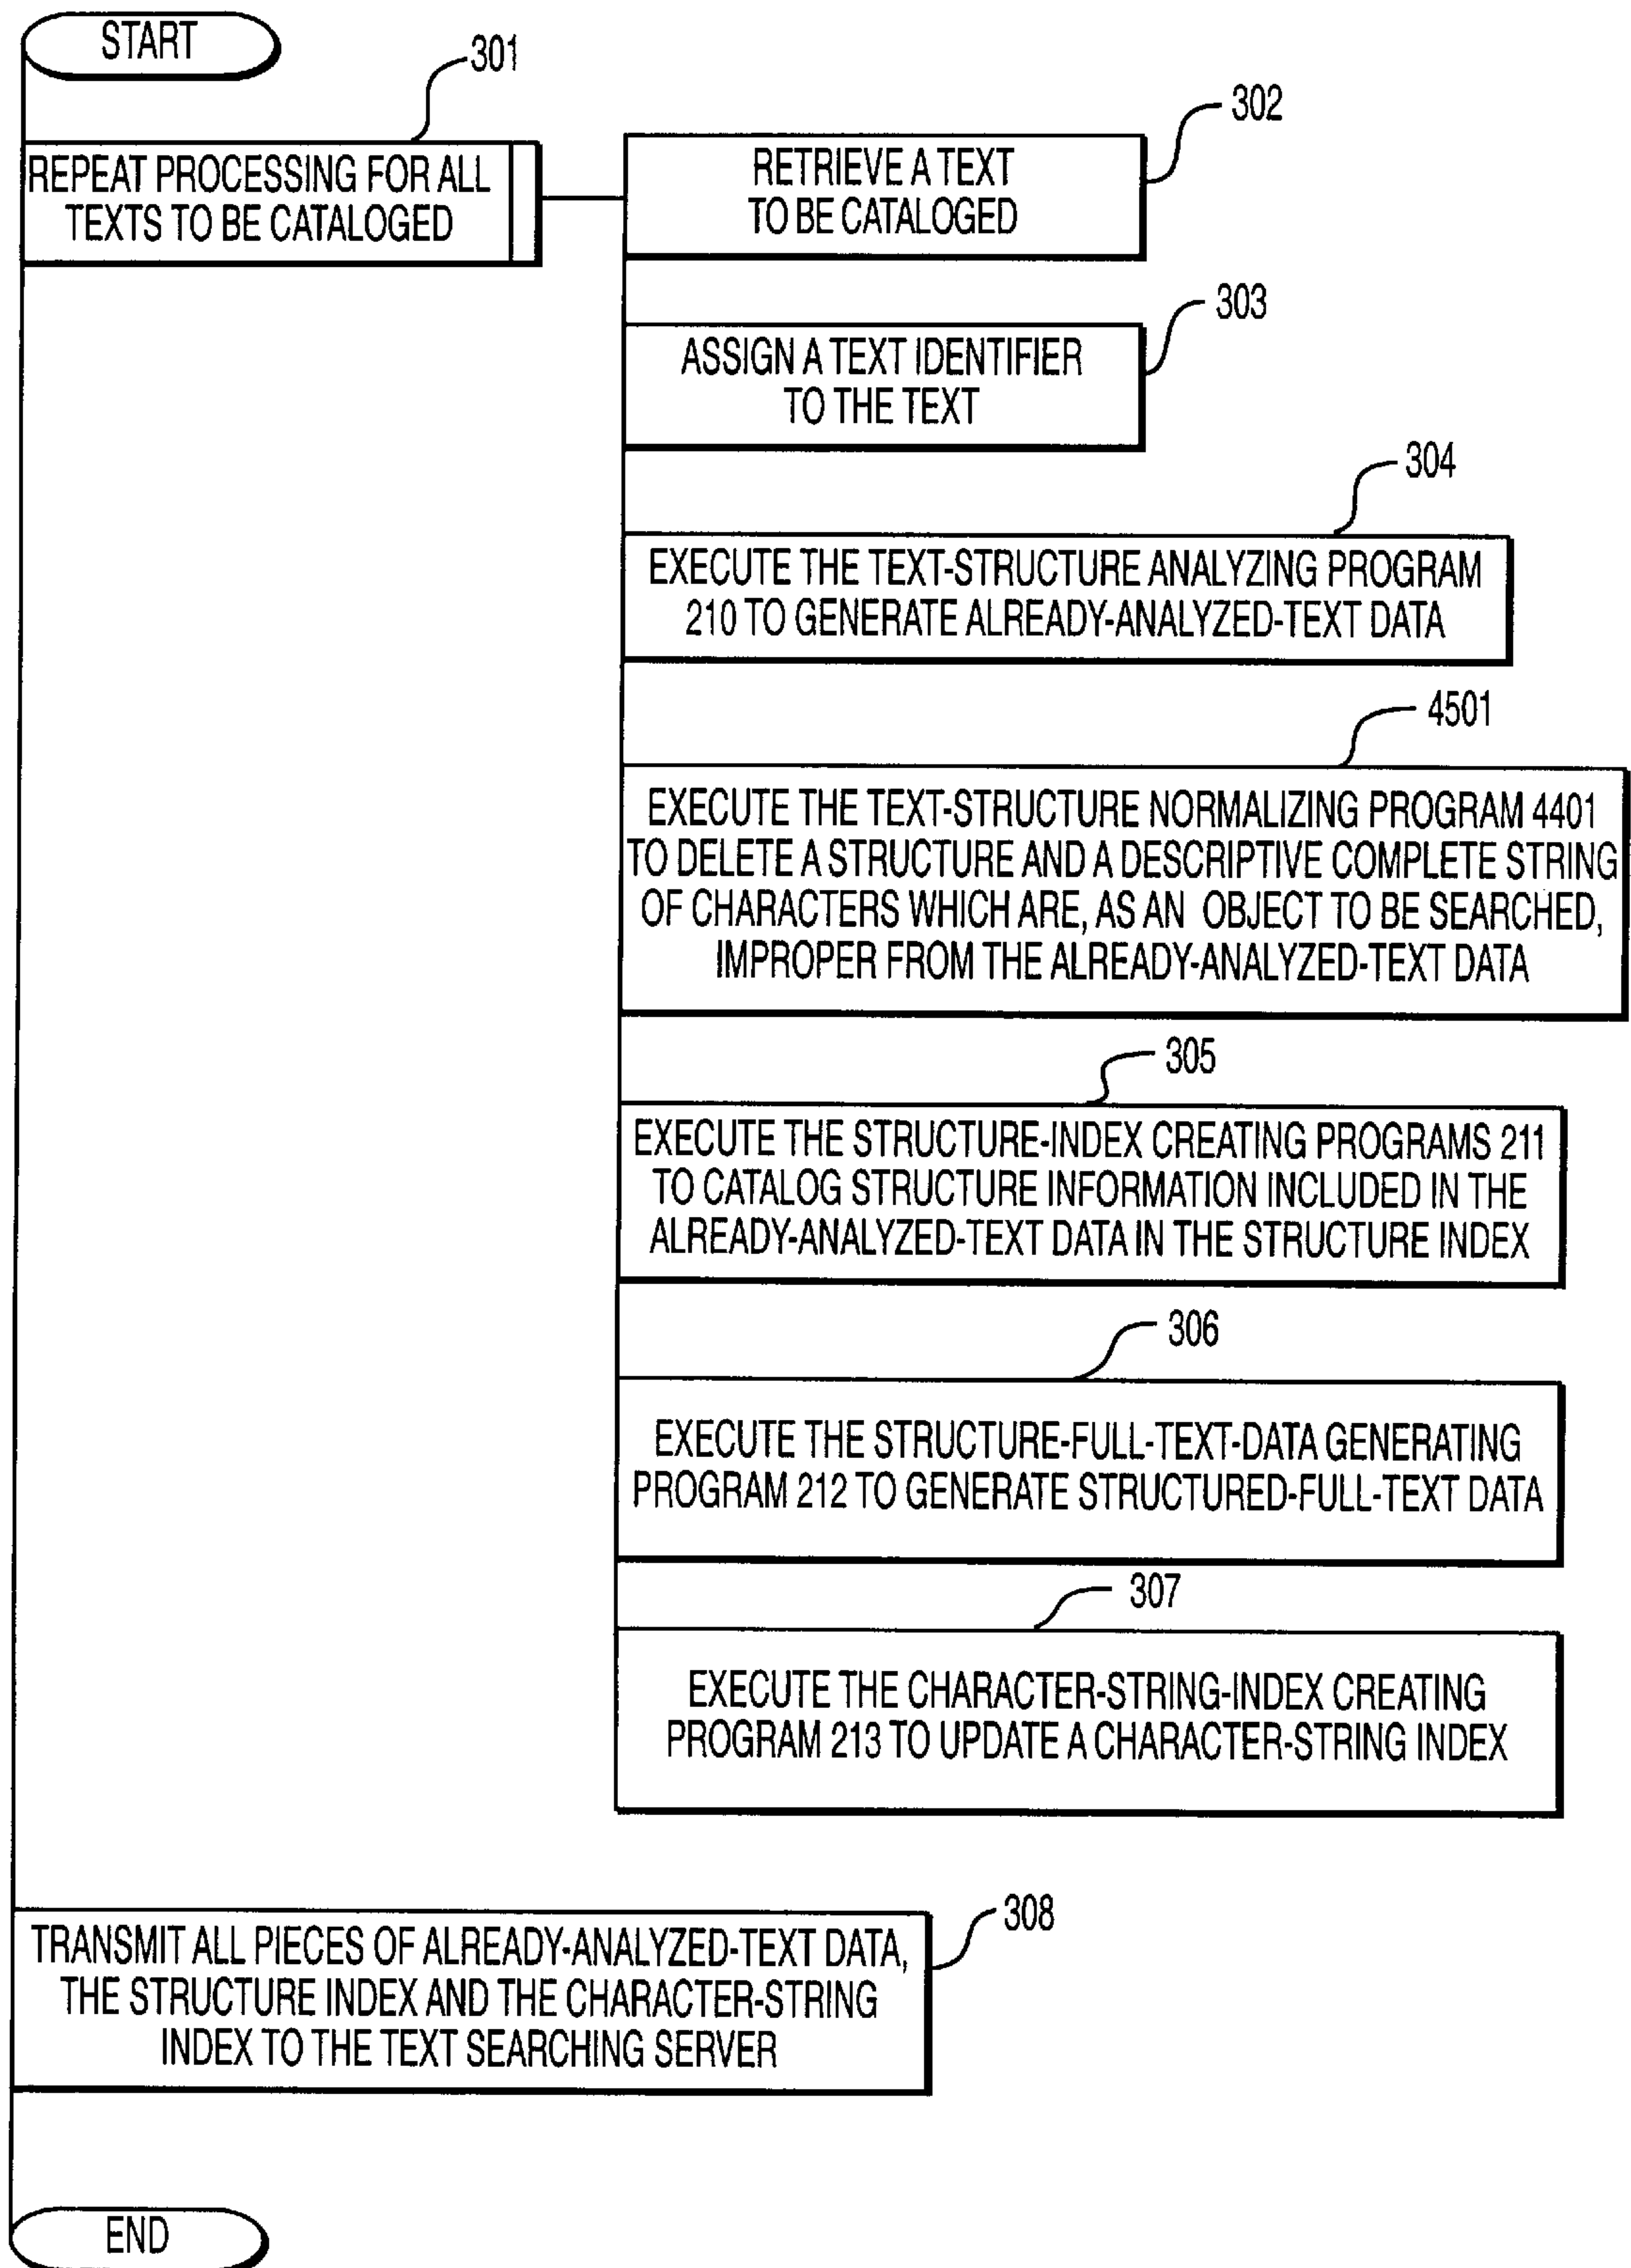 START
301
REPEAT PROCESSING FOR ALL
TEXTS TO BE CATALOGED
302
RETRIEVE A TEXT
TO BE CATALOGED
303
ASSIGN A TEXT IDENTIFIER
TO THE TEXT
304
EXECUTE THE TEXT-STRUCTURE ANALYZING PROGRAM
210 TO GENERATE ALREADY-ANALYZED-TEXT DATA
4501
EXECUTE THE TEXT-STRUCTURE NORMALIZING PROGRAM 4401
TO DELETE A STRUCTURE AND A DESCRIPTIVE COMPLETE STRING
OF CHARACTERS WHICH ARE, AS AN OBJECT TO BE SEARCHED,
IMPROPER FROM THE ALREADY-ANALYZED-TEXT DATA
305
EXECUTE THE STRUCTURE-INDEX CREATING PROGRAMS 211
TO CATALOG STRUCTURE INFORMATION INCLUDED IN THE
ALREADY-ANALYZED-TEXT DATA IN THE STRUCTURE INDEX
306
EXECUTE THE STRUCTURE-FULL-TEXT-DATA GENERATING
PROGRAM 212 TO GENERATE STRUCTURED-FULL-TEXT DATA
307
EXECUTE THE CHARACTER-STRING-INDEX CREATING
PROGRAM 213 TO UPDATE A CHARACTER-STRING INDEX
308
TRANSMIT ALL PIECES OF ALREADY-ANALYZED-TEXT DATA,
THE STRUCTURE INDEX AND THE CHARACTER-STRING
INDEX TO THE TEXT SEARCHING SERVER
END